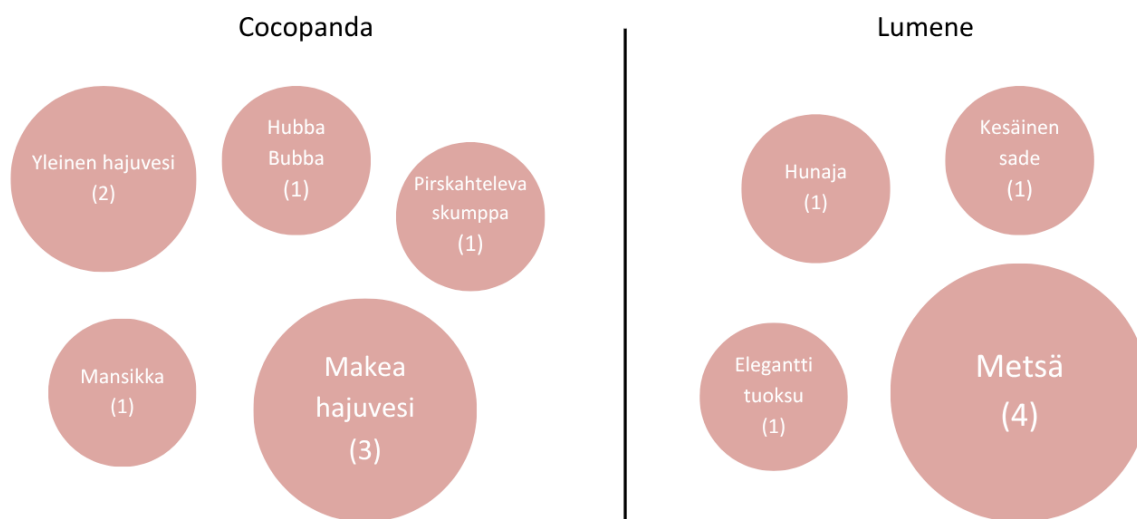 Cocopanda
Yleinen hajuvesi
(2)
Hubba
Bubba
(1)
Pirskahteleva
skumppa
(1)
Mansikka
(1)
Makea
hajuvesi
(3)
Lumene
Hunaja
(1)
Kesäinen
sade
(1)
Elegantti
tuoksu
(1)
Metsä
(4)